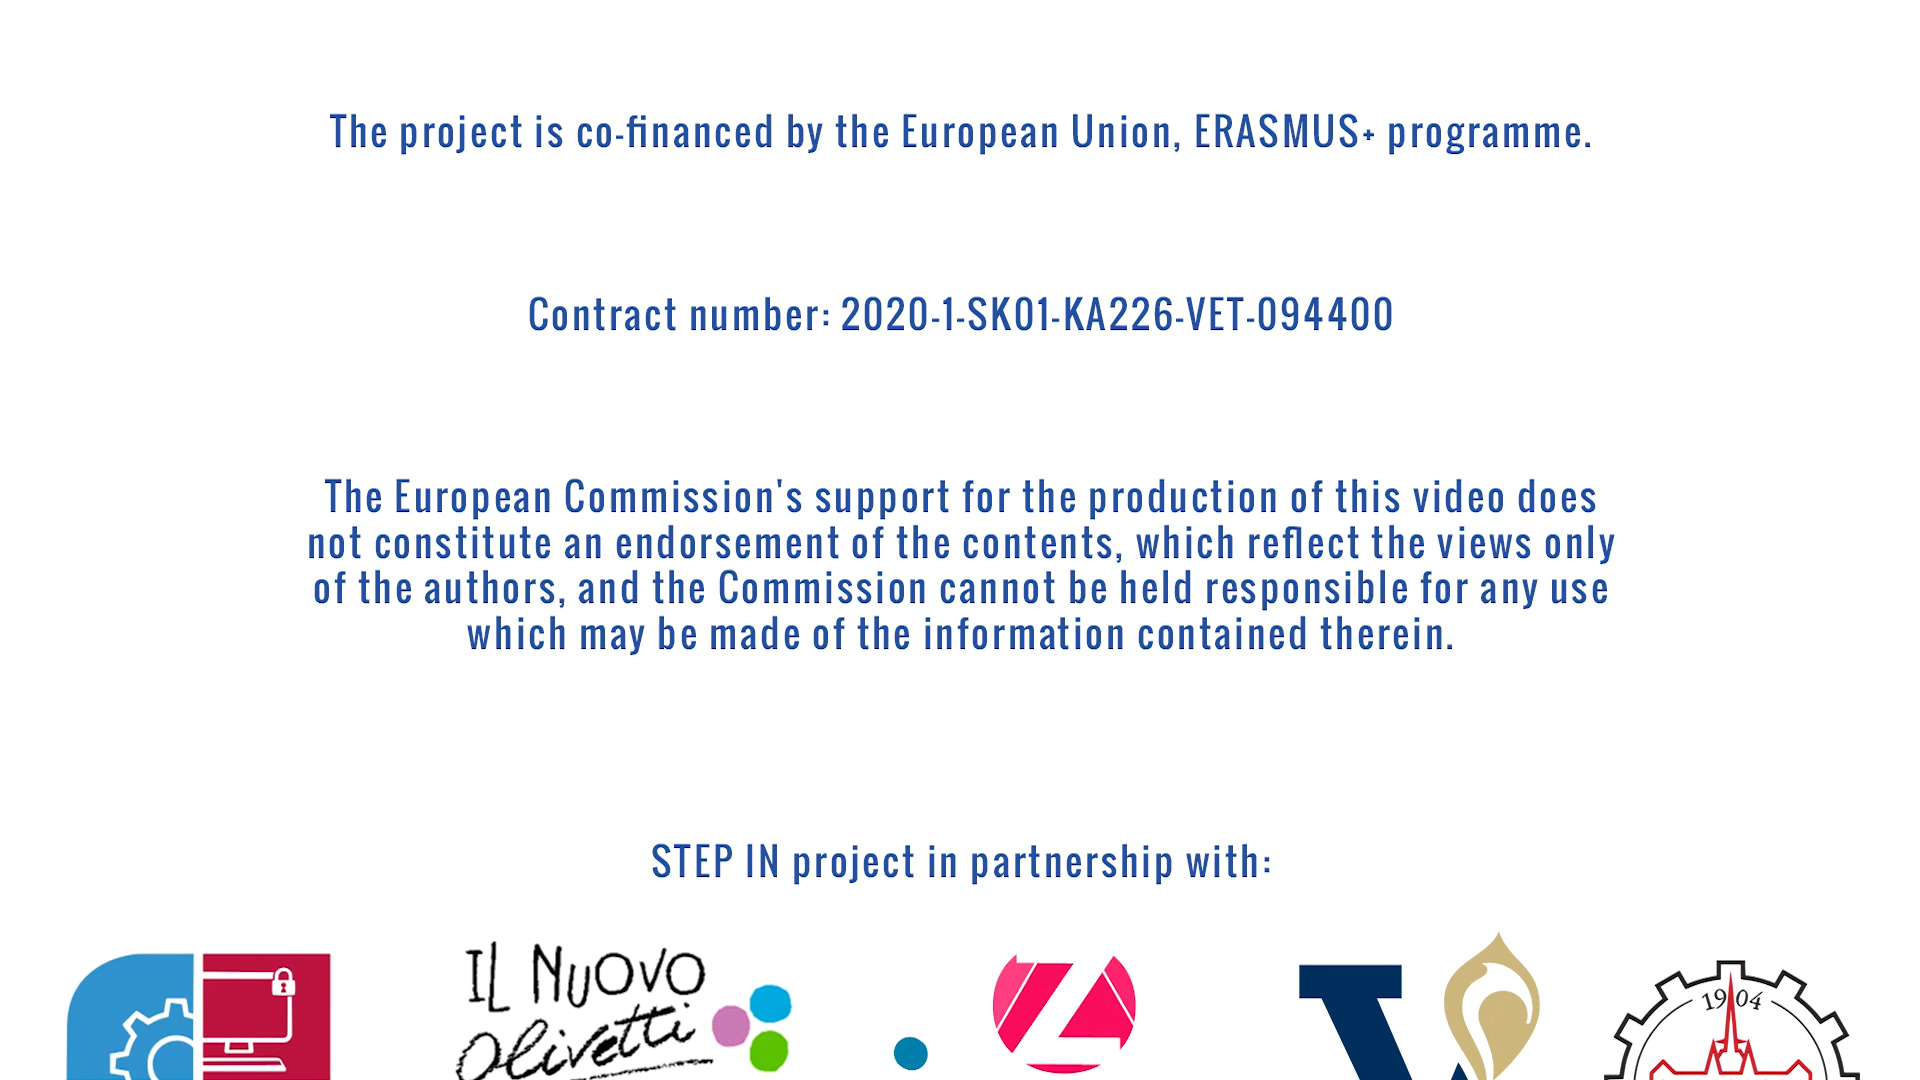 The project is co-financed by the European Union, ERASMUS+ programme.
Contract number: 2020-1-SK01-KA226-VET-094400
The European Commission's support for the production of this video does
not constitute an endorsement of the contents, which reflect the views only
of the authors, and the Commission cannot be held responsible for any use
which may be made of the information contained therein.
STEP IN project in partnership with:
IL NUOVO
Olivetti
1904